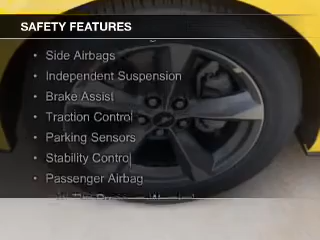 SAFETY FEATURES
• Side Airbags
• Independent Suspension
• Brake Assist
• Traction Control
• Parking Sensors
• Stability Control
• Passenger Airbag